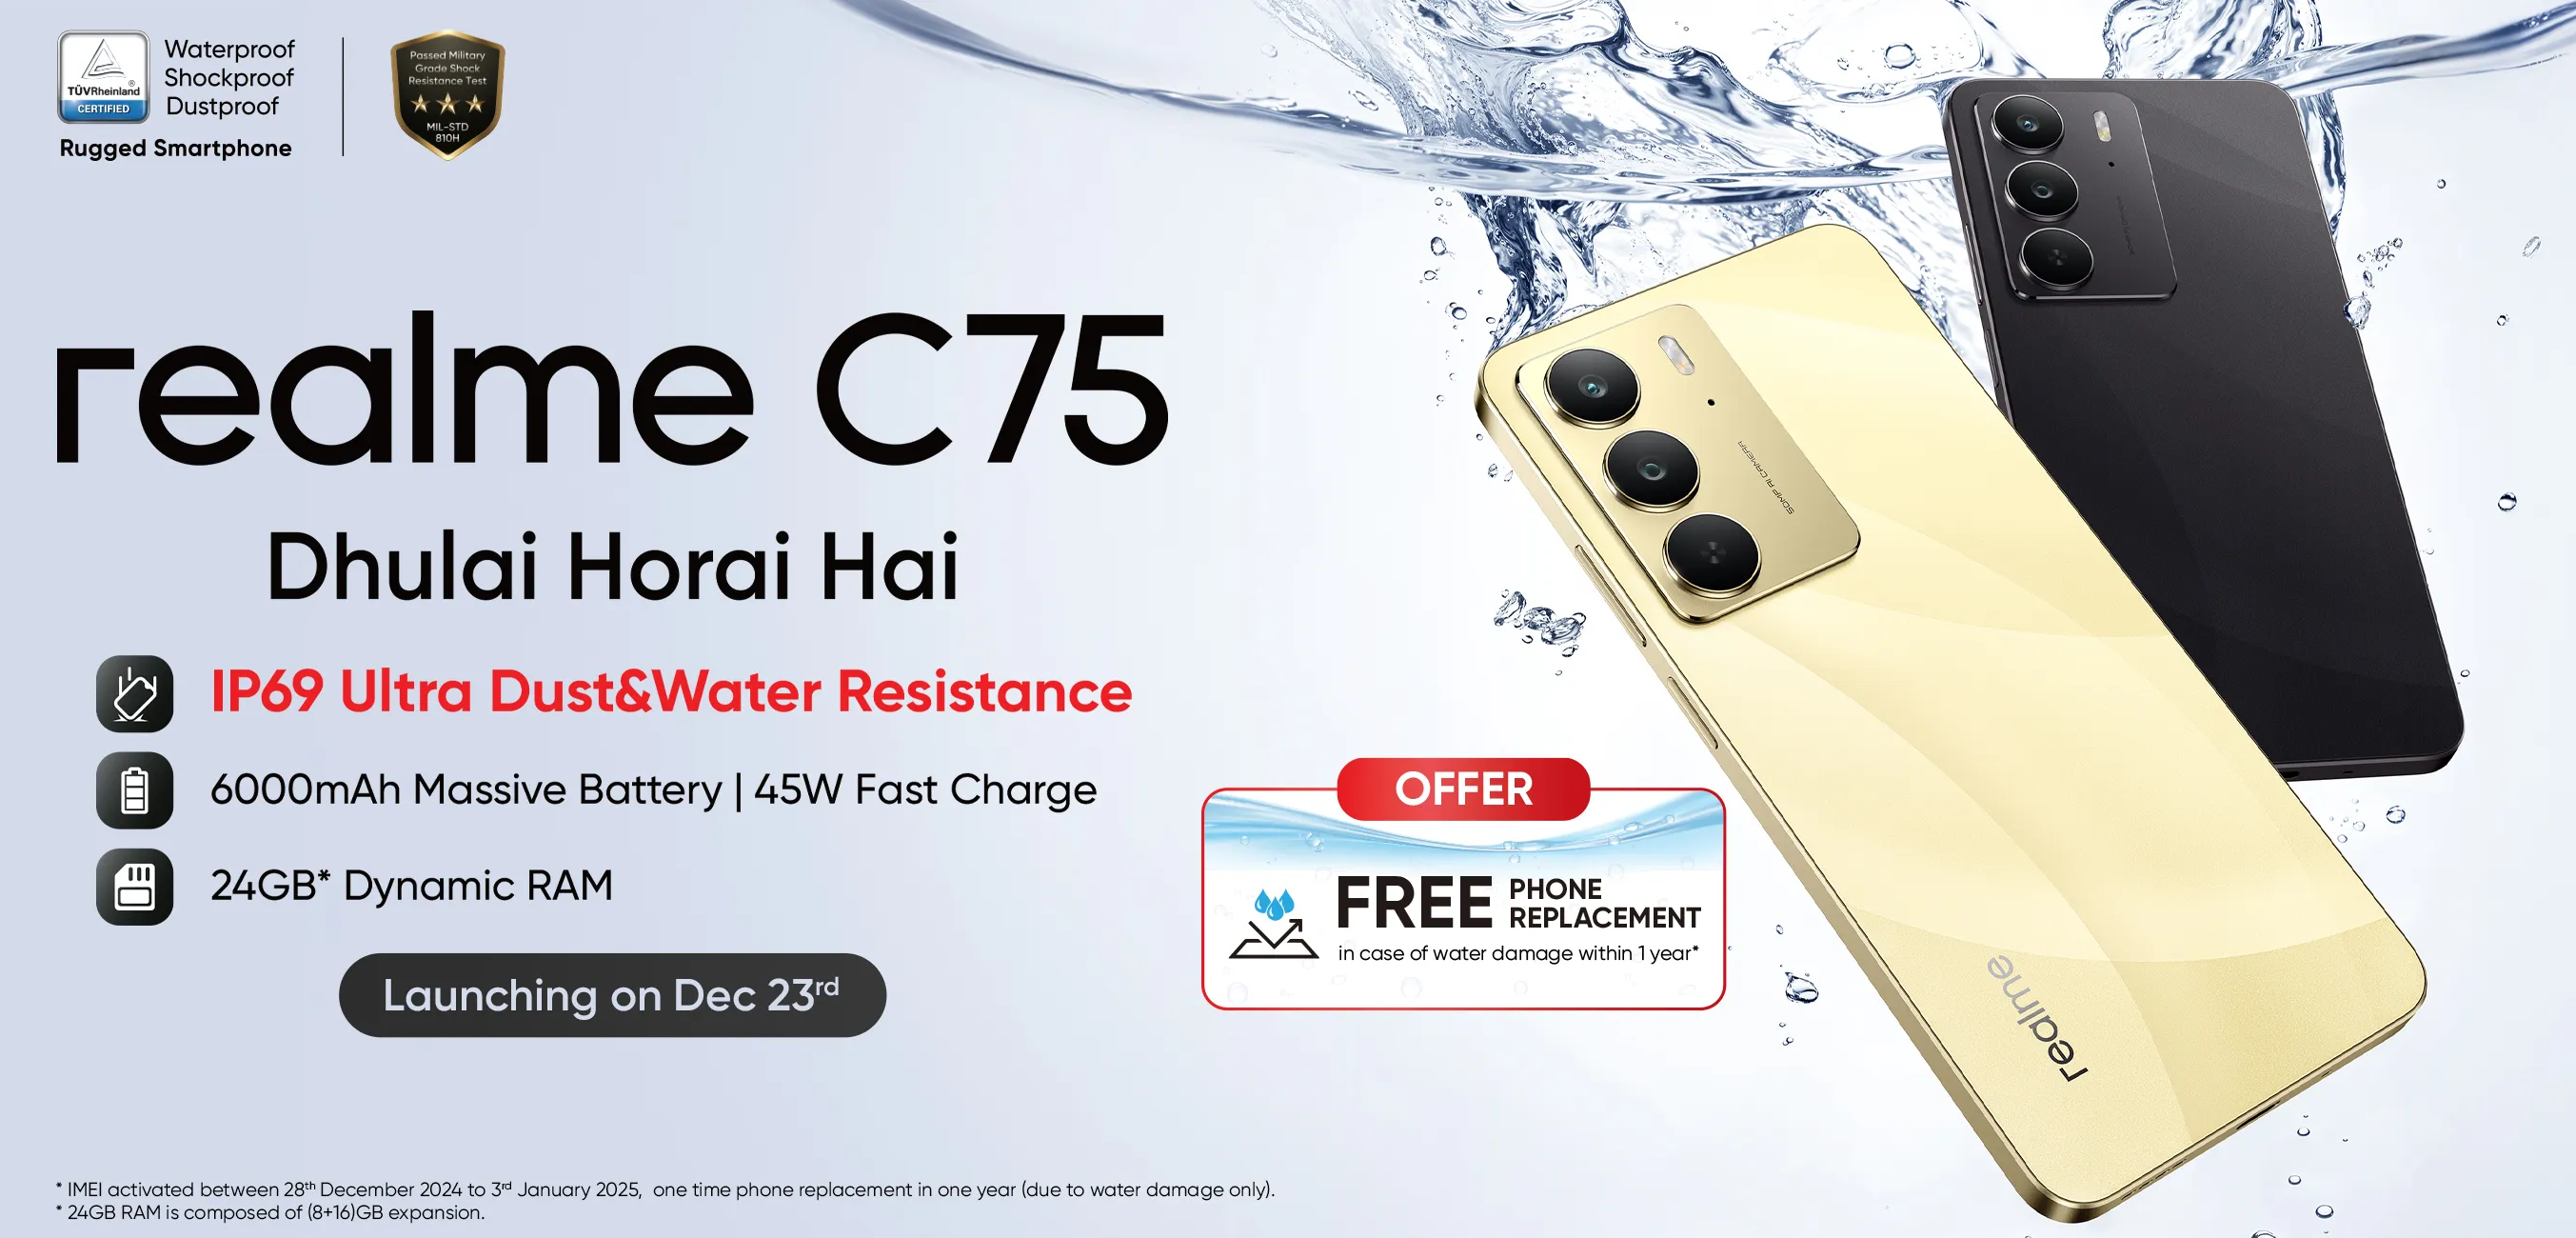 TÜVRheinland®
CERTIFIED
Waterproof
Shockproof
Dustproof
Rugged Smartphone
Passed Military
Grade Shock
Resistance Test
MIL-STD
810H
realme C75
Dhulai Horai Hai
IP69 Ultra Dust&Water Resistance
6000mAh Massive Battery | 45W Fast Charge
24GB* Dynamic RAM
Launching on Dec 23rd
OFFER
FREE PHONE
REPLACEMENT
in case of water damage within 1 year*
50MP AI CAMERA
realme
* IMEI activated between 28th December 2024 to 3rd January 2025, one time phone replacement in one year (due to water damage only).
* 24GB RAM is composed of (8+16)GB expansion.